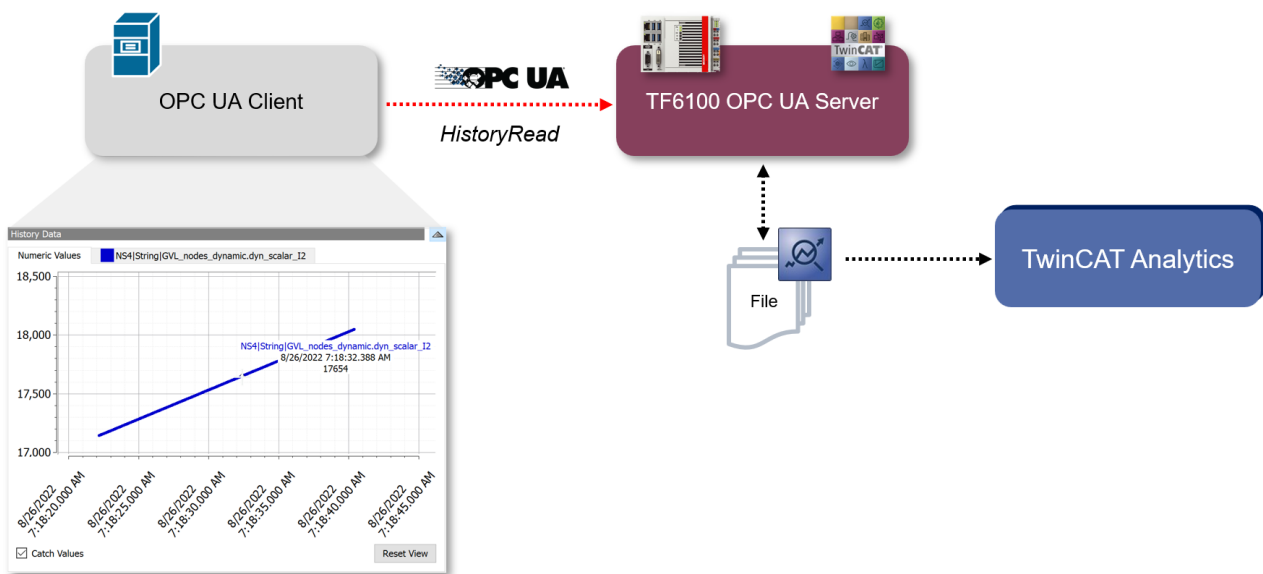 OPC UA Client
OPC UA
HistoryRead
TwinCAT
TF6100 OPC UA Server
File
TwinCAT Analytics
History Data
Numeric Values
NS4|String|GVL_nodes_dynamic.dyn_scalar_I2
18,500
18,000
17,500
17,000
NS4|String|GVL_nodes_dynamic.dyn_scalar_I2
8/26/2022 7:18:32.388 AM
17654
8/26/2022
7:18:20.000 AM
8/26/2022
7:18:25.000 AM
8/26/2022
7:18:30.000 AM
8/26/2022
7:18:35.000 AM
8/26/2022
7:18:40.000 AM
8/26/2022
7:18:45.000 AM
Catch Values
Reset View